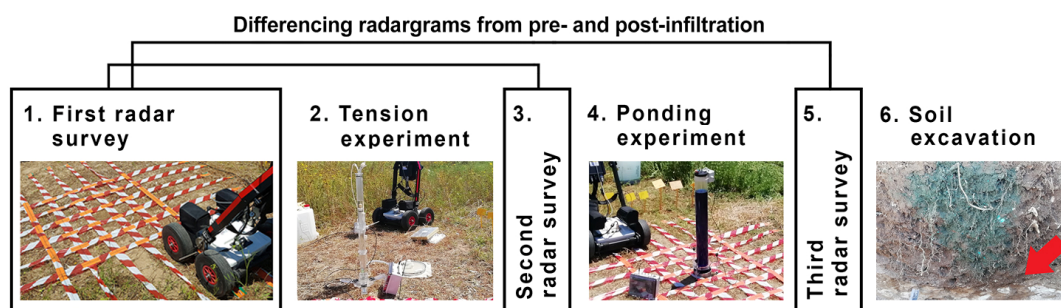 Differencing radargrams from pre- and post-infiltration
1. First radar
survey
2. Tension
experiment
3.
Second
radar survey
4. Ponding
experiment
5.
Third
radar survey
6. Soil
excavation